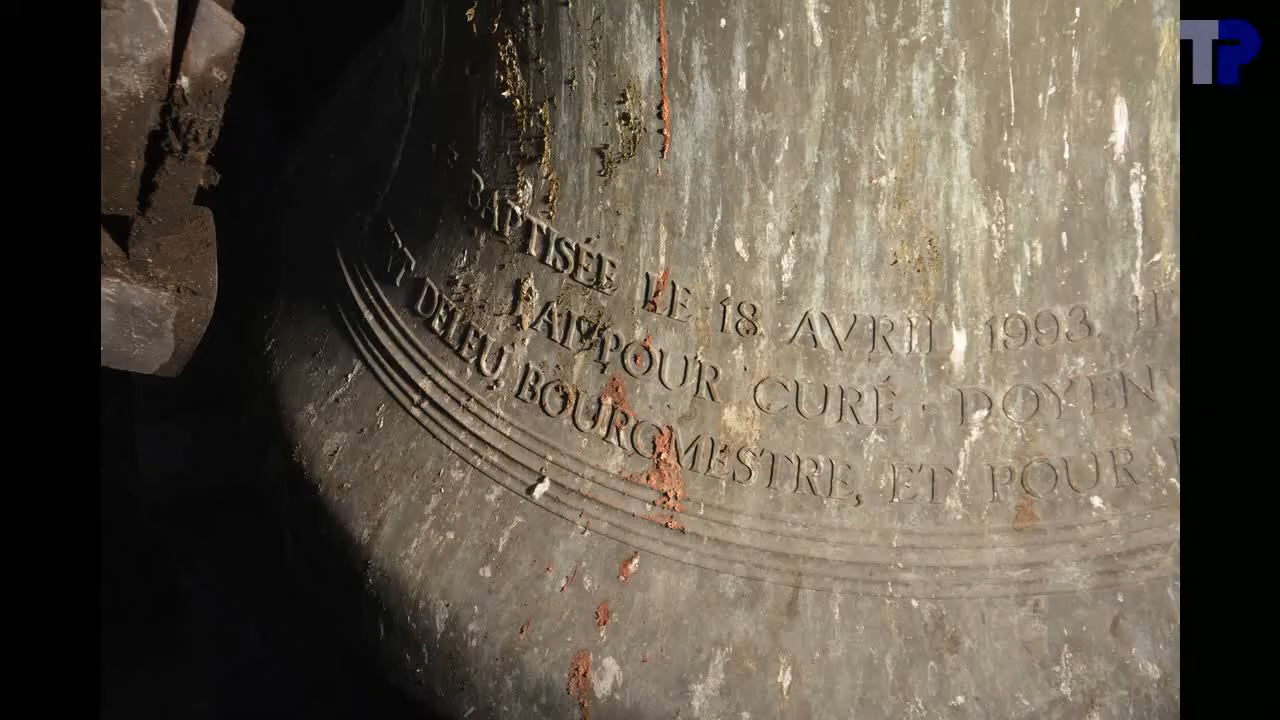 BAPTISÉE LE 18 AVRIL 1993.
J'AI POUR CURÉ - DOYEN
DELEU BOURGMESTRE, ET POUR
TP